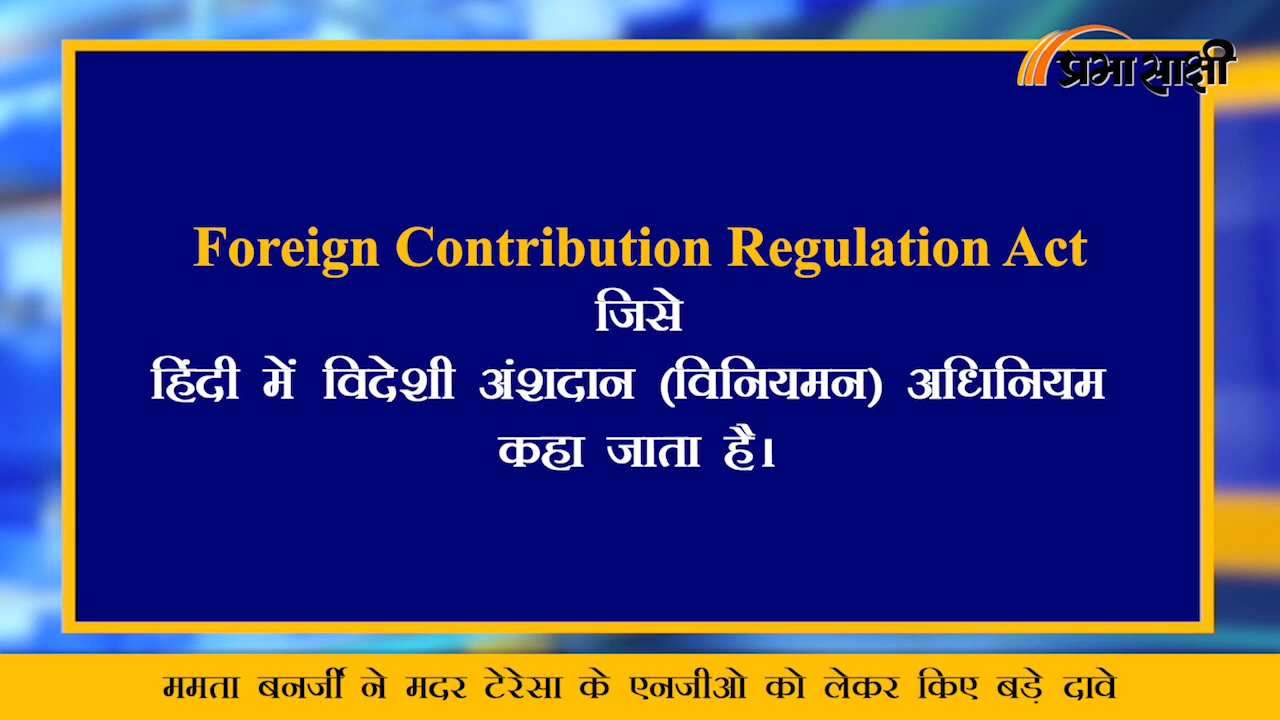 प्रभासाक्षी
Foreign Contribution Regulation Act
जिसे
हिंदी में विदेशी अंशदान (विनियमन) अधिनियम
कहा जाता है।
ममता बनर्जी ने मदर टेरेसा के एनजीओ को लेकर किए बड़े दावे